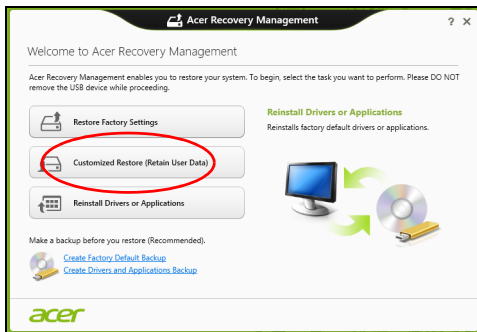 Acer Recovery Management
? X
Welcome to Acer Recovery Management
Acer Recovery Management enables you to restore your system. To begin, select the task you want to perform. Please DO NOT
remove the USB device while proceeding.
Restore Factory Settings
Customized Restore (Retain User Data)
Reinstall Drivers or Applications
Reinstall Drivers or Applications
Reinstalls factory default drivers or applications.
Make a backup before you restore (Recommended).
Create Factory Default Backup
Create Drivers and Applications Backup
acer